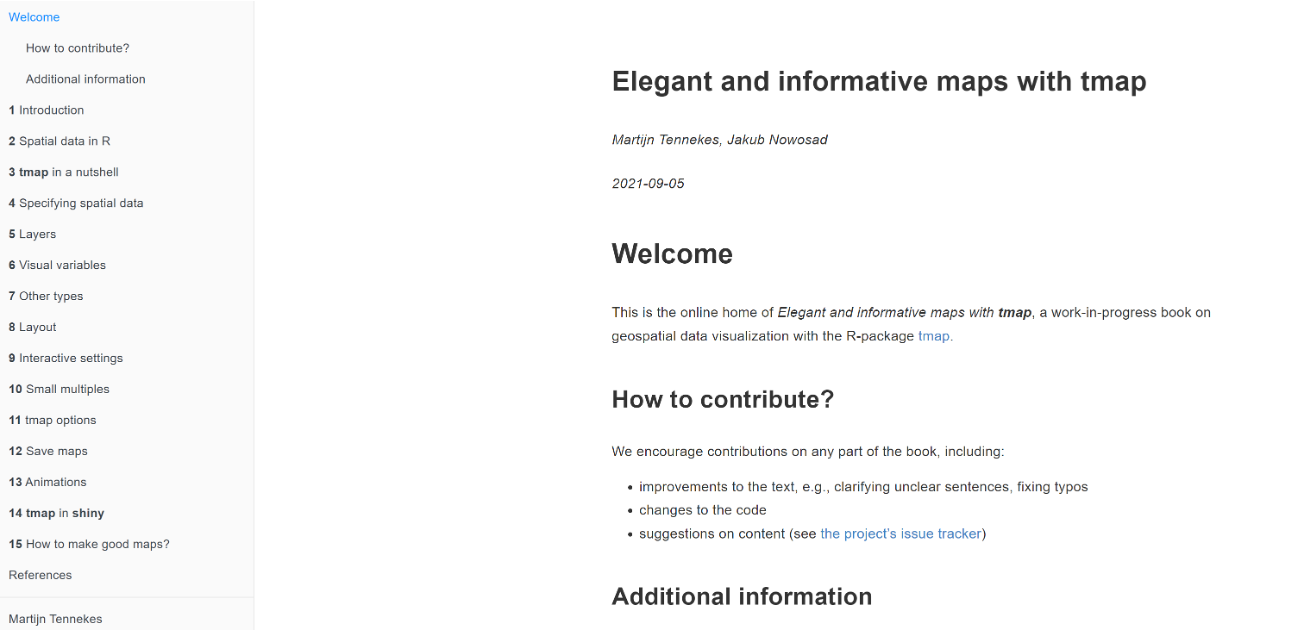 Welcome
How to contribute?
Additional information
1 Introduction
2 Spatial data in R
3 tmap in a nutshell
4 Specifying spatial data
5 Layers
6 Visual variables
7 Other types
8 Layout
9 Interactive settings
10 Small multiples
11 tmap options
12 Save maps
13 Animations
14 tmap in shiny
15 How to make good maps?
References
Martijn Tennekes
Elegant and informative maps with tmap
Martijn Tennekes, Jakub Nowosad
2021-09-05
Welcome
This is the online home of Elegant and informative maps with tmap, a work-in-progress book on
geospatial data visualization with the R-package tmap.
How to contribute?
We encourage contributions on any part of the book, including:
• improvements to the text, e.g., clarifying unclear sentences, fixing typos
• changes to the code
• suggestions on content (see the project's issue tracker)
Additional information